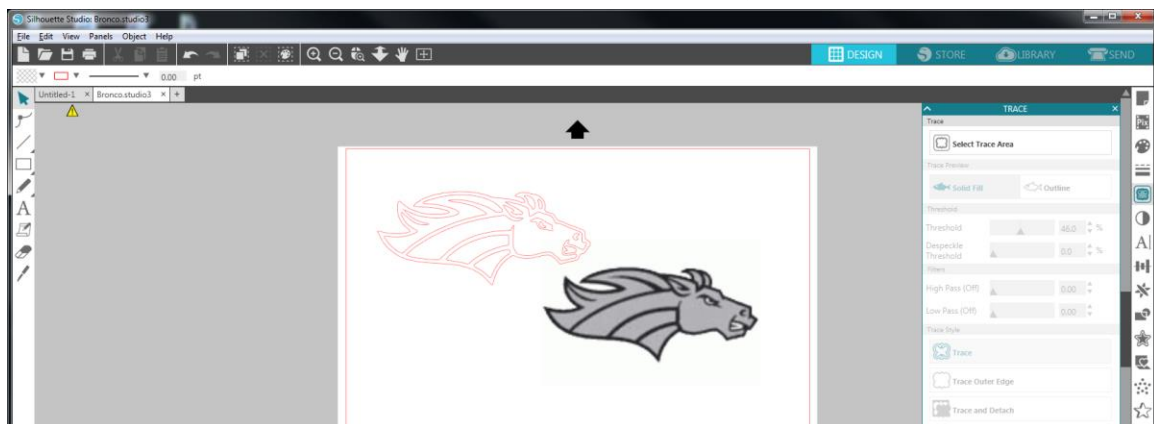 Silhouette Studio: Bronco.studio3
File Edit View Panels Object Help
DESIGN STORE LIBRARY SEND
0.00 pt
Untitled-1 × Bronco.studio3 × +
TRACE ×
Trace
Select Trace Area
Trace Preview
Solid Fill Outline
Threshold
Threshold 46.0 %
Despeckle
Threshold 0.0 %
Filters
High Pass (Off) 0.00
Low Pass (Off) 0.00
Trace Style
Trace
Trace Outer Edge
Trace and Detach
A
Pix
A